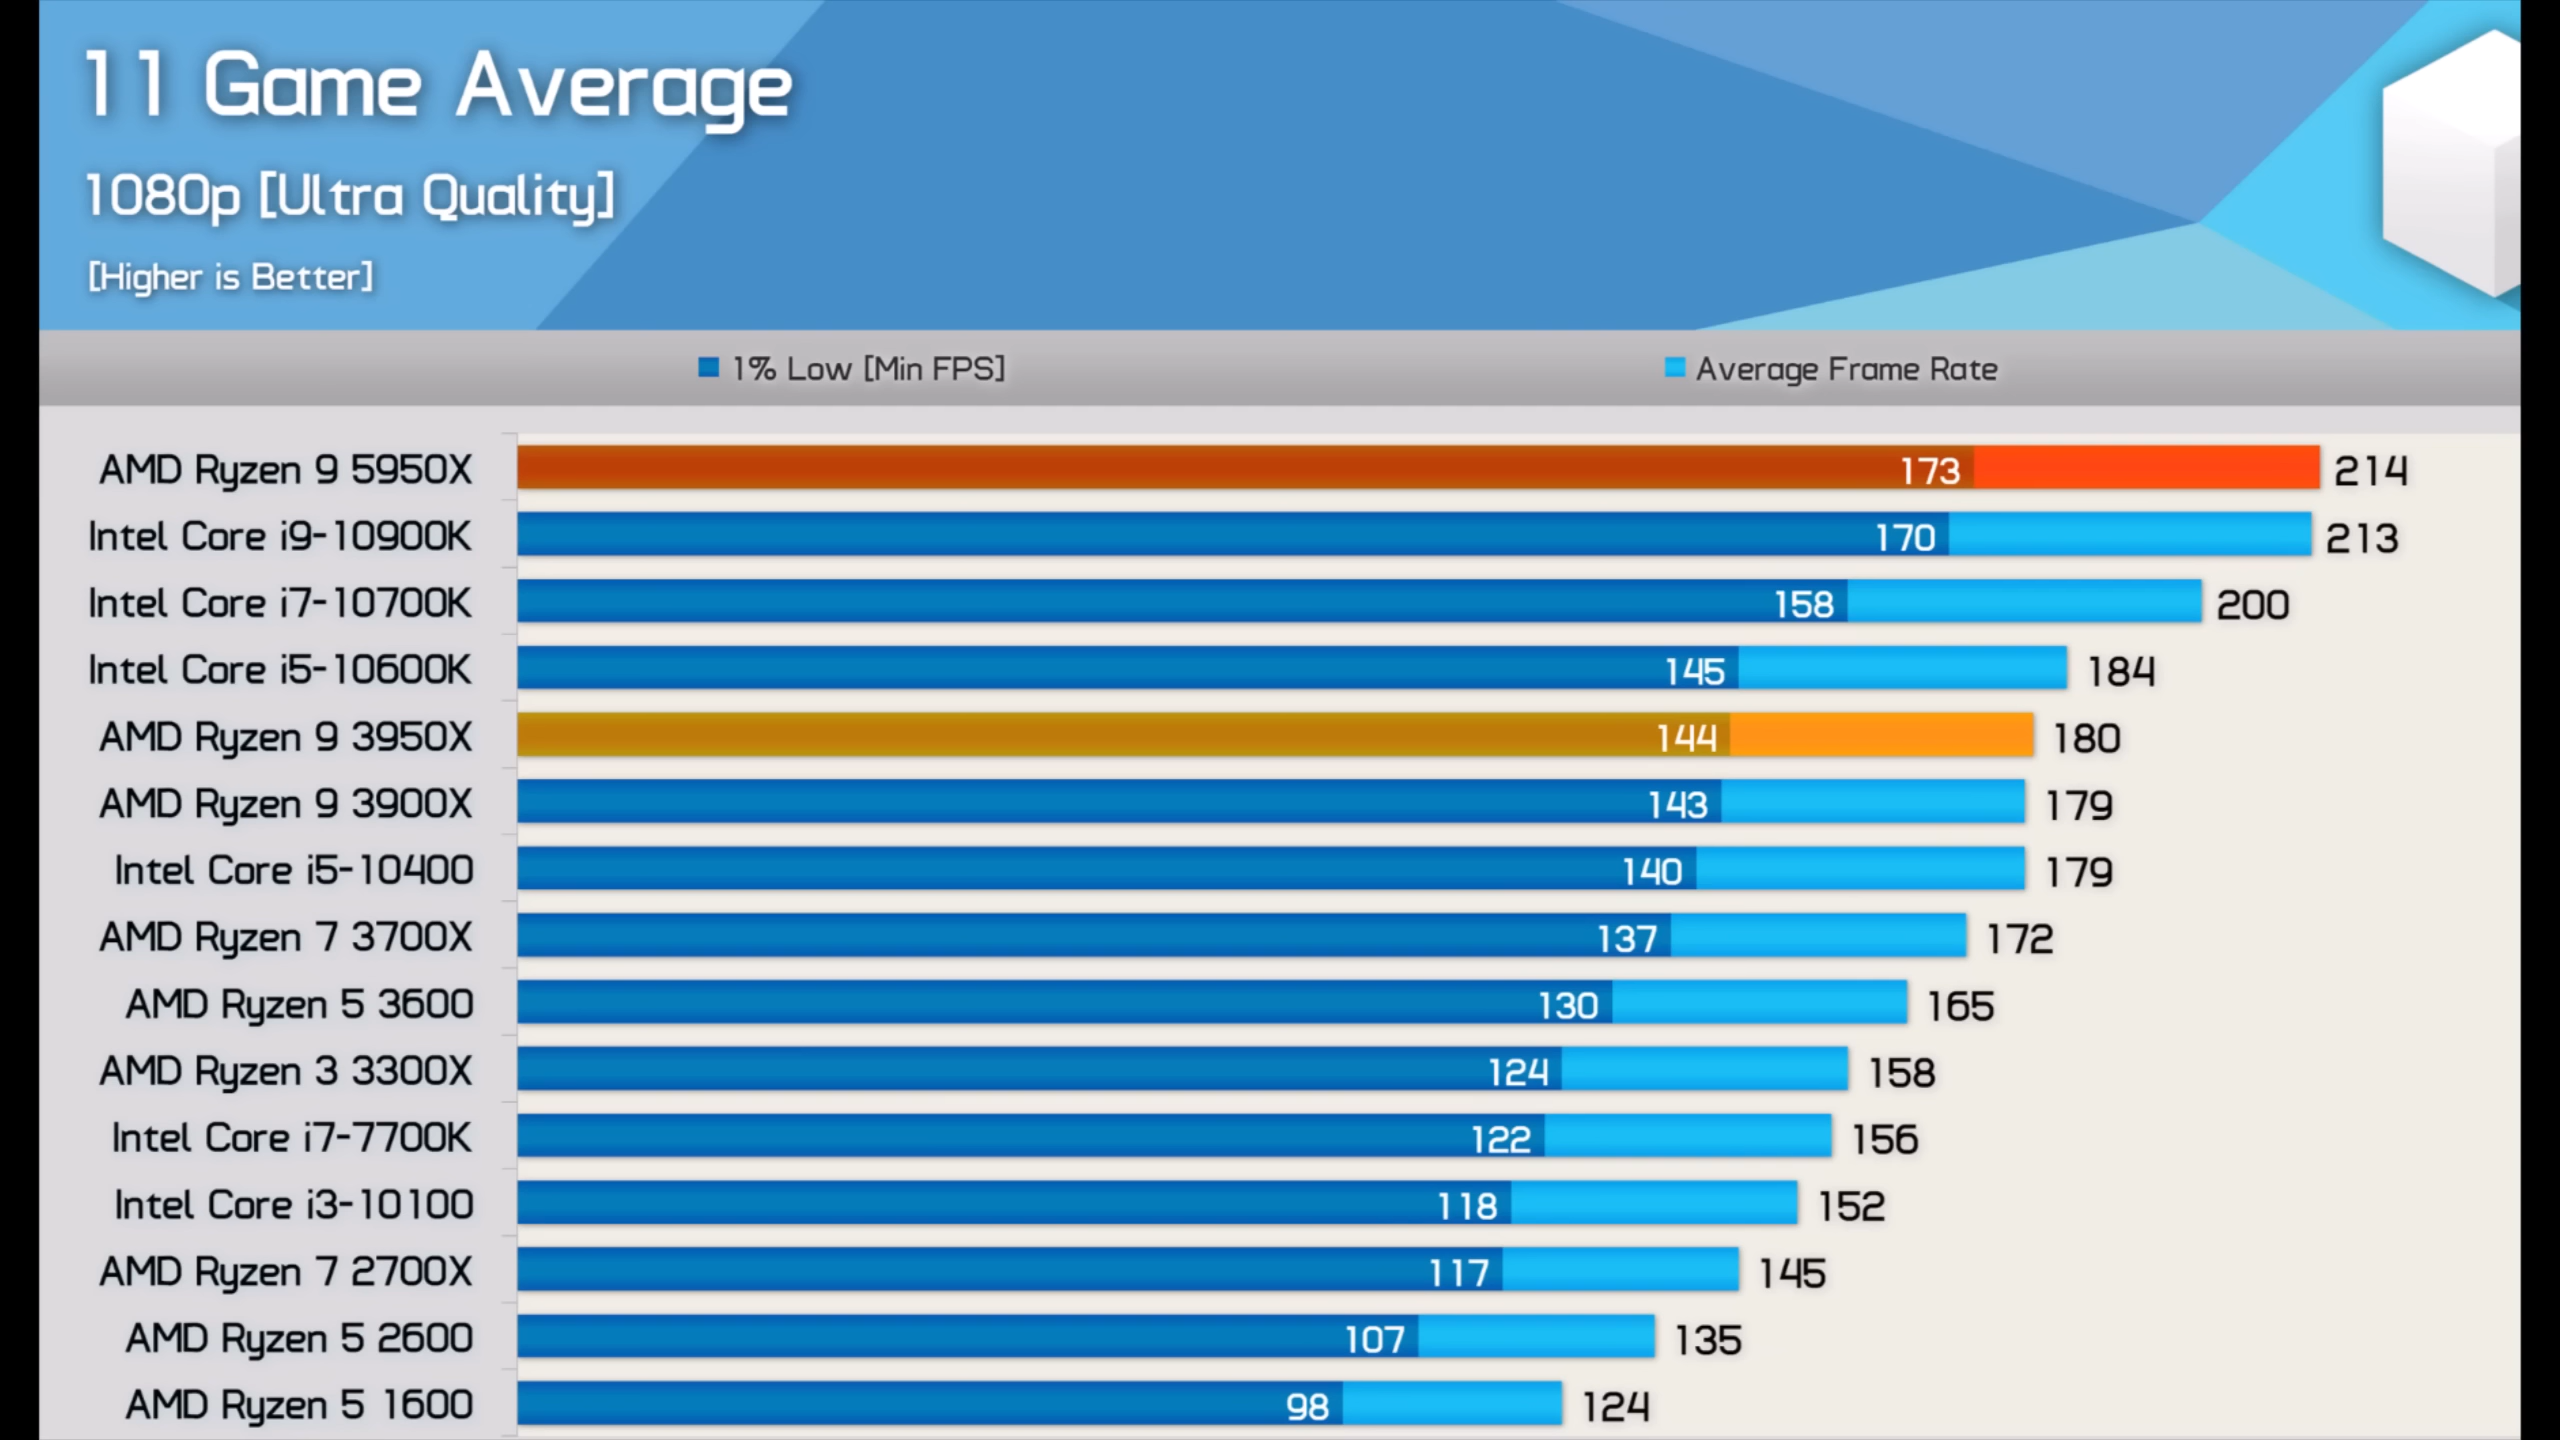 11 Game Average
1080p [Ultra Quality]
[Higher is Better]
1% Low [Min FPS] Average Frame Rate
AMD Ryzen 9 5950X 173 214
Intel Core i9-10900K 170 213
Intel Core i7-10700K 158 200
Intel Core i5-10600K 145 184
AMD Ryzen 9 3950X 144 180
AMD Ryzen 9 3900X 143 179
Intel Core i5-10400 140 179
AMD Ryzen 7 3700X 137 172
AMD Ryzen 5 3600 130 165
AMD Ryzen 3 3300X 124 158
Intel Core i7-7700K 122 156
Intel Core i3-10100 118 152
AMD Ryzen 7 2700X 117 145
AMD Ryzen 5 2600 107 135
AMD Ryzen 5 1600 98 124